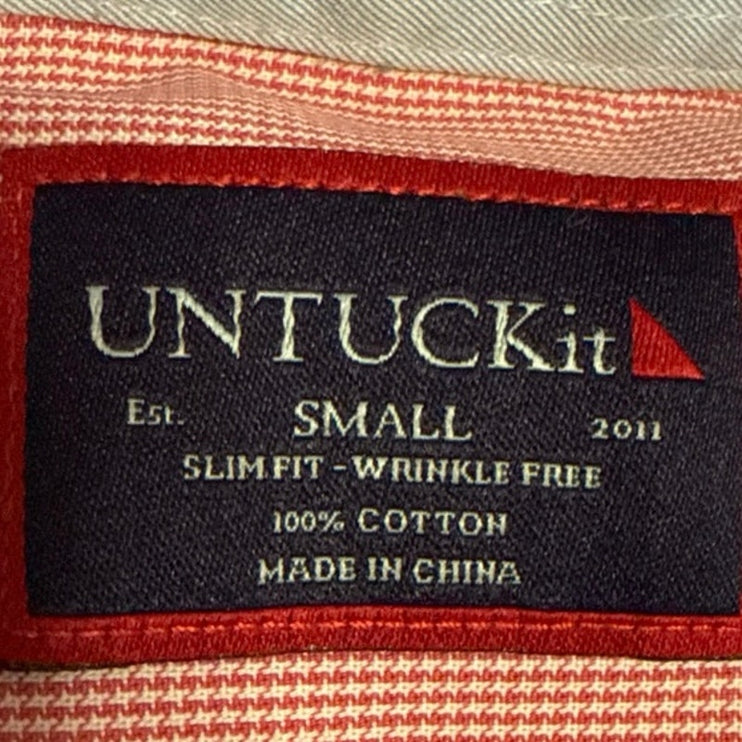 UNTUCKit
Est. SMALL 2011
SLIM FIT - WRINKLE FREE
100% COTTON
MADE IN CHINA